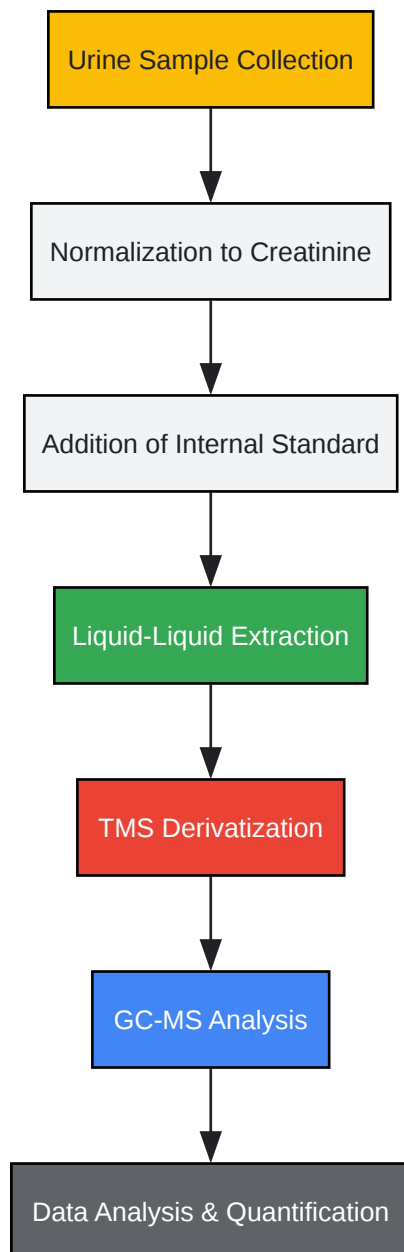 Urine Sample Collection
Normalization to Creatinine
Addition of Internal Standard
Liquid-Liquid Extraction
TMS Derivatization
GC-MS Analysis
Data Analysis & Quantification